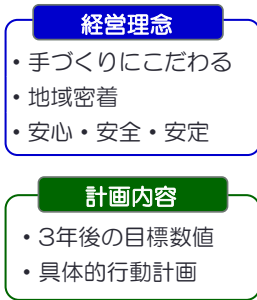 経営理念
・手づくりにこだわる
・地域密着
・安心・安全・安定
計画内容
・3年後の目標数値
・具体的行動計画